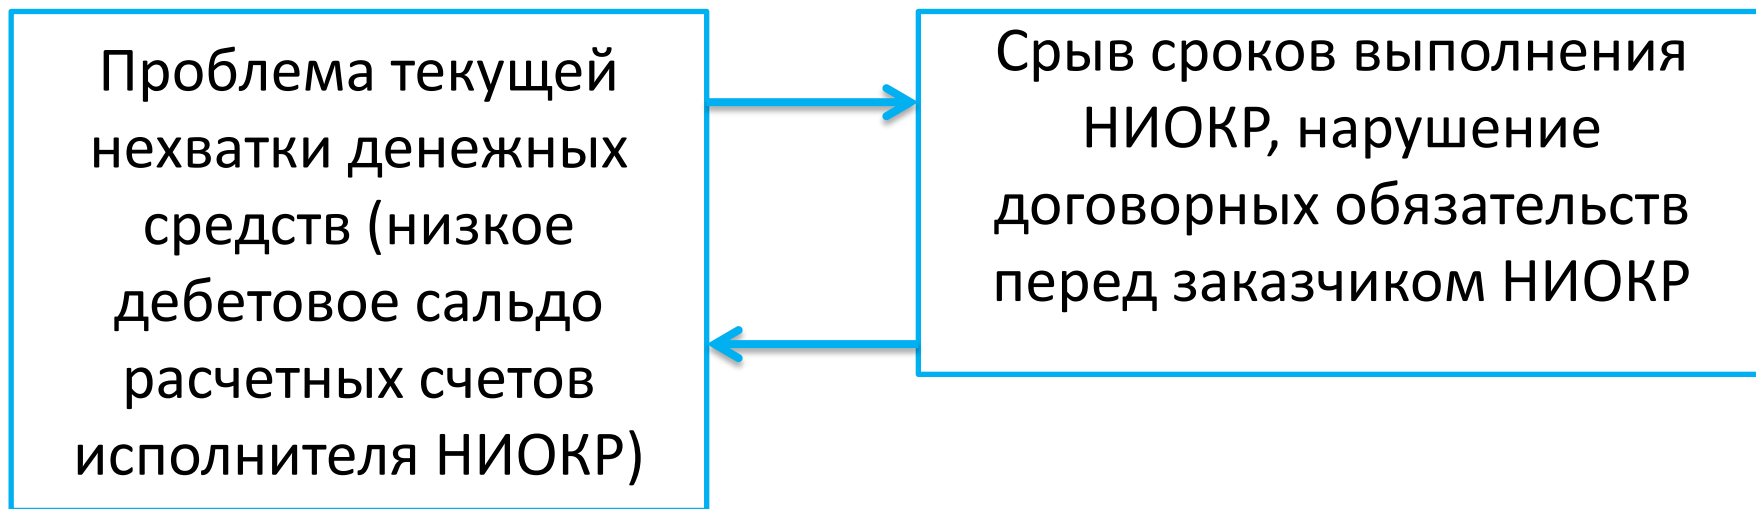 Проблема текущей
нехватки денежных
средств (низкое
дебетовое сальдо
расчетных счетов
исполнителя НИОКР)
Срыв сроков выполнения
НИОКР, нарушение
договорных обязательств
перед заказчиком НИОКР